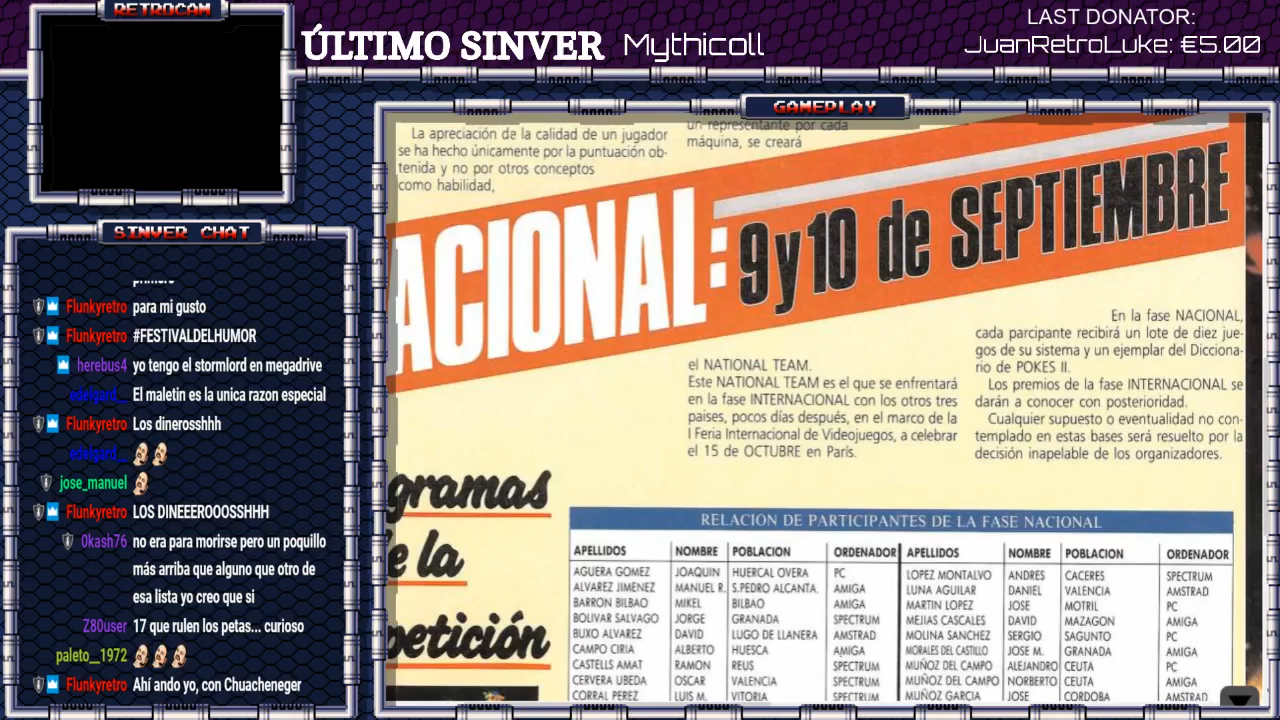 RETROCAM
ÚLTIMO SINVER Mythicoll
LAST DONATOR:
JuanRetroLuke: €5.00
GAMEPLAY
SINVER CHAT
Flunkyretro para mi gusto
Flunkyretro #FESTIVALDELHUMOR
herebus4 yo tengo el stormlord en megadrive
edelgard__ El maletin es la unica razon especial
Flunkyretro Los dinerosshhh
edelgard__
jose_manuel
Flunkyretro LOS DINEEEROOOSSHHH
0kash76 no era para morirse pero un poquillo
más arriba que alguno que otro de
esa lista yo creo que si
Z80user 17 que rulen los petas... curioso
paleto_1972
Flunkyretro Ahí ando yo, con Chuacheneger
La apreciación de la calidad de un jugador
se ha hecho únicamente por la puntuación ob-
tenida y no por otros conceptos
como habilidad,
un representante por cada
máquina, se creará
ACIONAL: 9 y 10 de SEPTIEMBRE
el NATIONAL TEAM.
Este NATIONAL TEAM es el que se enfrentará
en la fase INTERNACIONAL con los otros tres
paises, pocos días después, en el marco de la
I Feria Internacional de Videojuegos, a celebrar
el 15 de OCTUBRE en París.
En la fase NACIONAL,
cada parcipante recibirá un lote de diez jue-
gos de su sistema y un ejemplar del Dicciona-
rio de POKES II.
Los premios de la fase INTERNACIONAL se
darán a conocer con posterioridad.
Cualquier supuesto o eventualidad no con-
templado en estas bases será resuelto por la
decisión inapelable de los organizadores.
gramas
e la
petición
RELACION DE PARTICIPANTES DE LA FASE NACIONAL
APELLIDOS NOMBRE POBLACION ORDENADOR APELLIDOS NOMBRE POBLACION ORDENADOR
AGUERA GOMEZ JOAQUIN HUERCAL OVERA PC LOPEZ MONTALVO ANDRES CACERES SPECTRUM
ALVAREZ JIMENEZ MANUEL R. S.PEDRO ALCANTA. AMIGA LUNA AGUILAR DANIEL VALENCIA AMSTRAD
BARRON BILBAO MIKEL BILBAO AMIGA MARTIN LOPEZ JOSE MOTRIL PC
BOLIVAR SALVAGO JORGE GRANADA SPECTRUM MEJIAS CASCALES DAVID MAZAGON AMIGA
BUXO ALVAREZ DAVID LUGO DE LLANERA AMSTRAD MOLINA SANCHEZ SERGIO SAGUNTO PC
CAMPO CIRIA ALBERTO HUESCA AMIGA MORALES DEL CASTILLO JOSE M. GRANADA AMIGA
CASTELLS AMAT RAMON REUS SPECTRUM MUÑOZ DEL CAMPO ALEJANDRO CEUTA PC
CERVERA UBEDA OSCAR VALENCIA SPECTRUM MUÑOZ DEL CAMPO NORBERTO CEUTA AMIGA
CORRAL PEREZ LUIS M. VITORIA SPECTRUM MUÑOZ GARCIA JOSE CORDOBA AMSTRAD